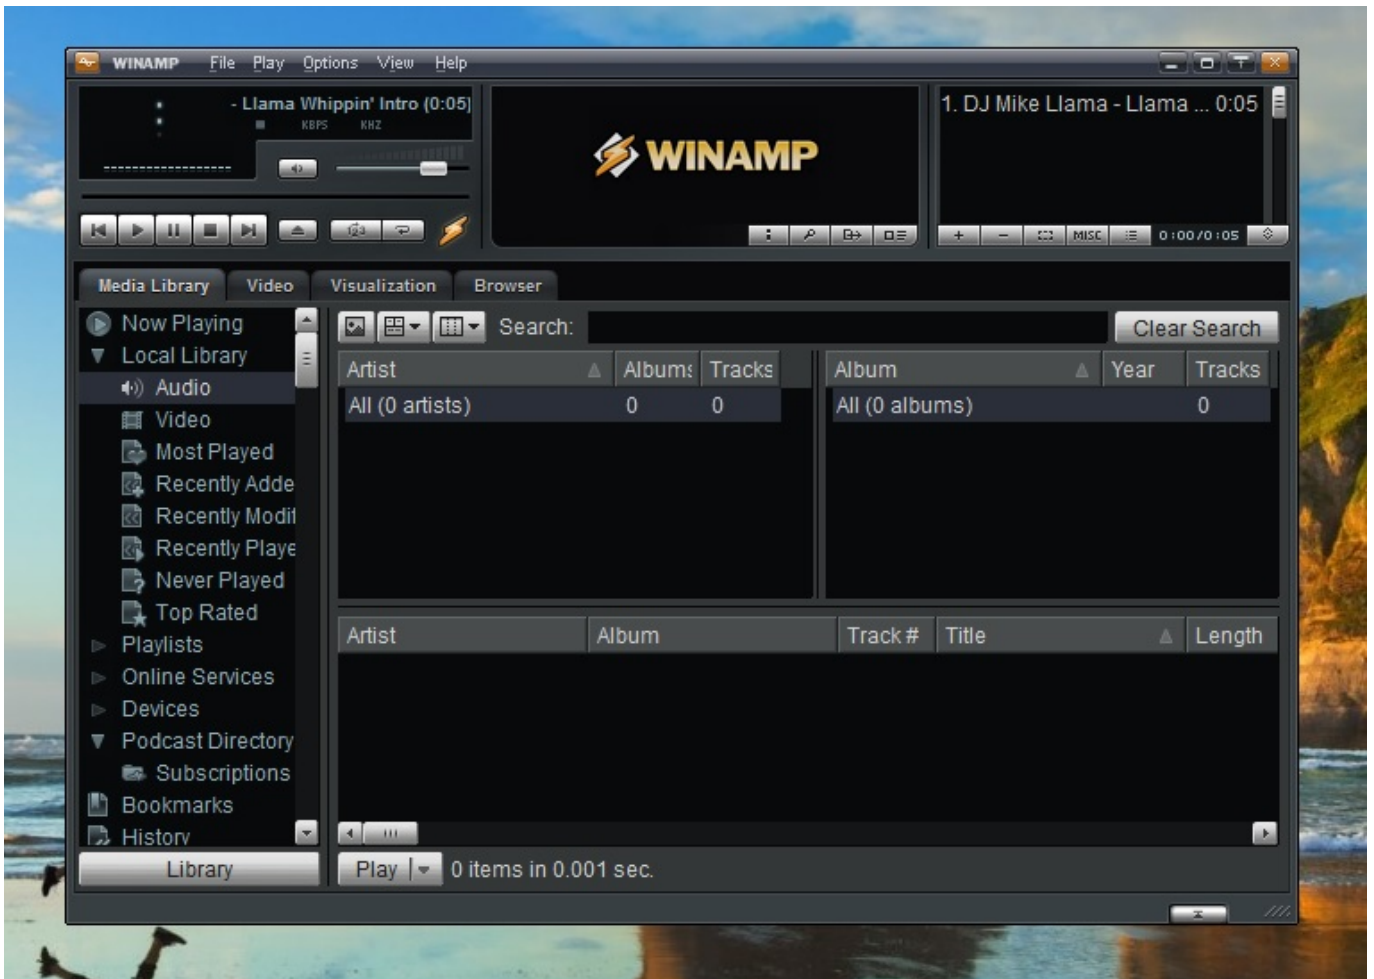 WINAMP File Play Options View Help
- Llama Whippin' Intro (0:05)
KBPS KHZ
WINAMP
1. DJ Mike Llama - Llama ... 0:05
MISC 0:00/0:05
Media Library Video Visualization Browser
Now Playing
Local Library
Audio
Video
Most Played
Recently Adde
Recently Modif
Recently Playe
Never Played
Top Rated
Playlists
Online Services
Devices
Podcast Directory
Subscriptions
Bookmarks
History
Library
Search: Clear Search
Artist Albums Tracks
All (0 artists) 0 0
Album Year Tracks
All (0 albums) 0
Artist Album Track # Title Length
Play 0 items in 0.001 sec.